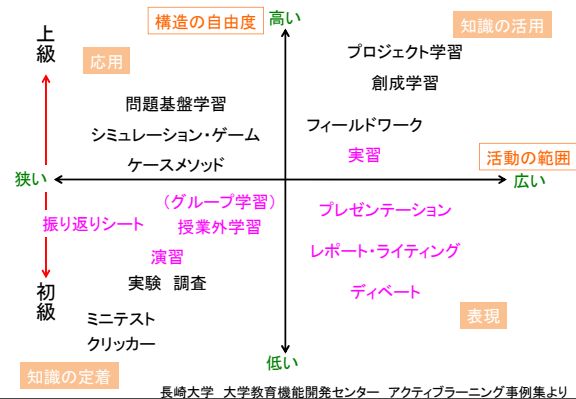 構造の自由度
高い
知識の活用
上級
応用
プロジェクト学習
創成学習
問題基盤学習
シミュレーション・ゲーム
フィールドワーク
ケースメソッド
実習
活動の範囲
狭い
広い
(グループ学習)
振り返りシート
授業外学習
プレゼンテーション
演習
レポート・ライティング
実験 調査
ディベート
初級
ミニテスト
表現
クリッカー
低い
知識の定着
長崎大学 大学教育機能開発センター アクティブラーニング事例集より